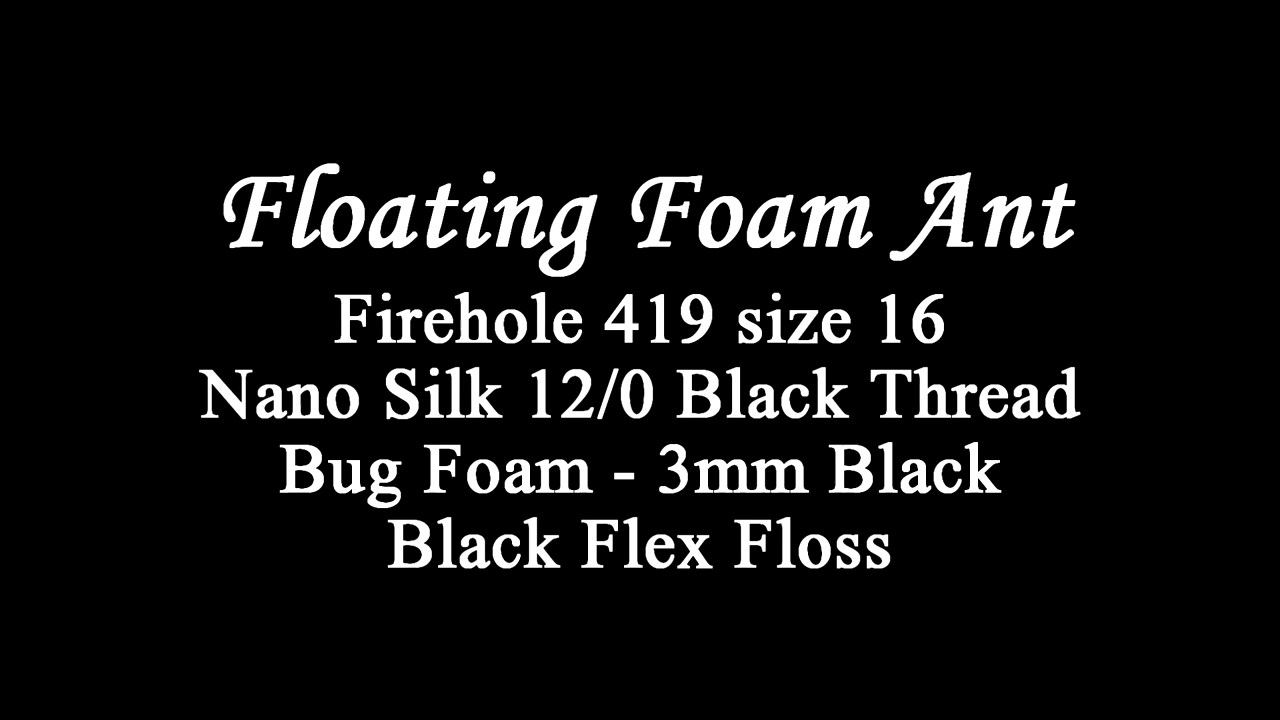 Floating Foam Ant
Firehole 419 size 16
Nano Silk 12/0 Black Thread
Bug Foam - 3mm Black
Black Flex Floss